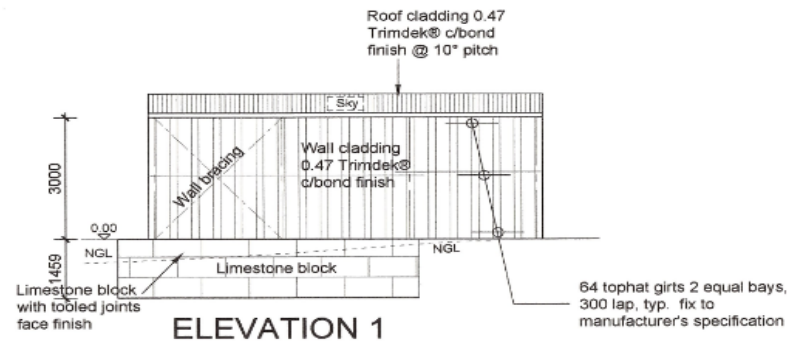 Roof cladding 0.47
Trimdek® c/bond
finish @ 10° pitch
Sky
Wall bracing
Wall cladding
0.47 Trimdek®
c/bond finish
3000
0.00
NGL
NGL
1459
Limestone block
Limestone block
with tooled joints
face finish
64 tophat girts 2 equal bays,
300 lap, typ. fix to
manufacturer's specification
ELEVATION 1